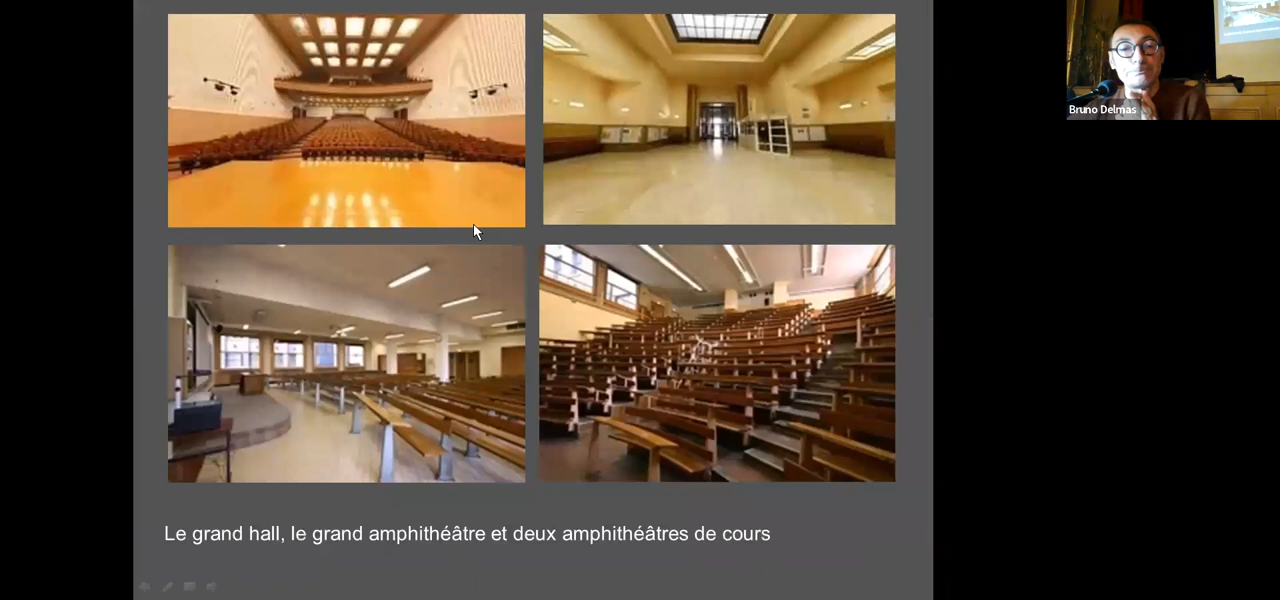 Bruno Delmas
Le grand hall, le grand amphithéâtre et deux amphithéâtres de cours